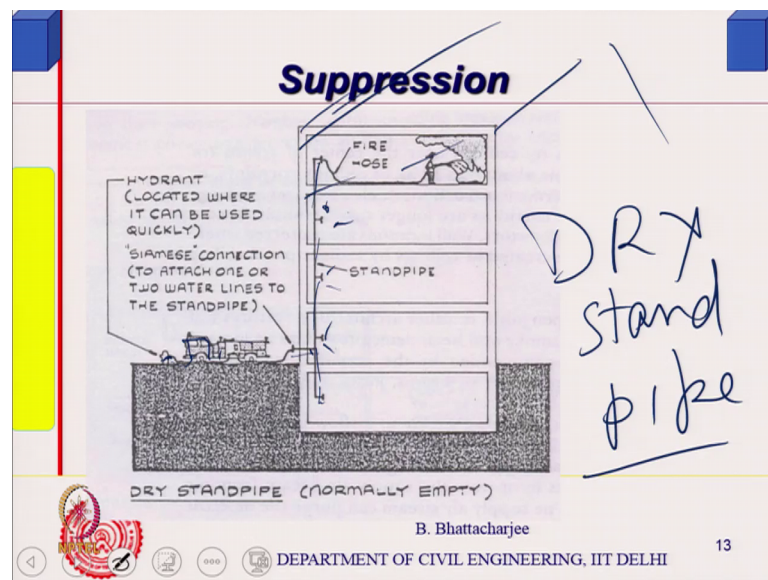 Suppression
FIRE
HOSE
HYDRANT
(LOCATED WHERE
IT CAN BE USED
QUICKLY)
"SIAMESE" CONNECTION
(TO ATTACH ONE OR
TWO WATER LINES TO
THE STANDPIPE)
STANDPIPE
DRY
stand
pipe
DRY STANDPIPE (NORMALLY EMPTY)
B. Bhattacharjee
NPTEL
DEPARTMENT OF CIVIL ENGINEERING, IIT DELHI
13